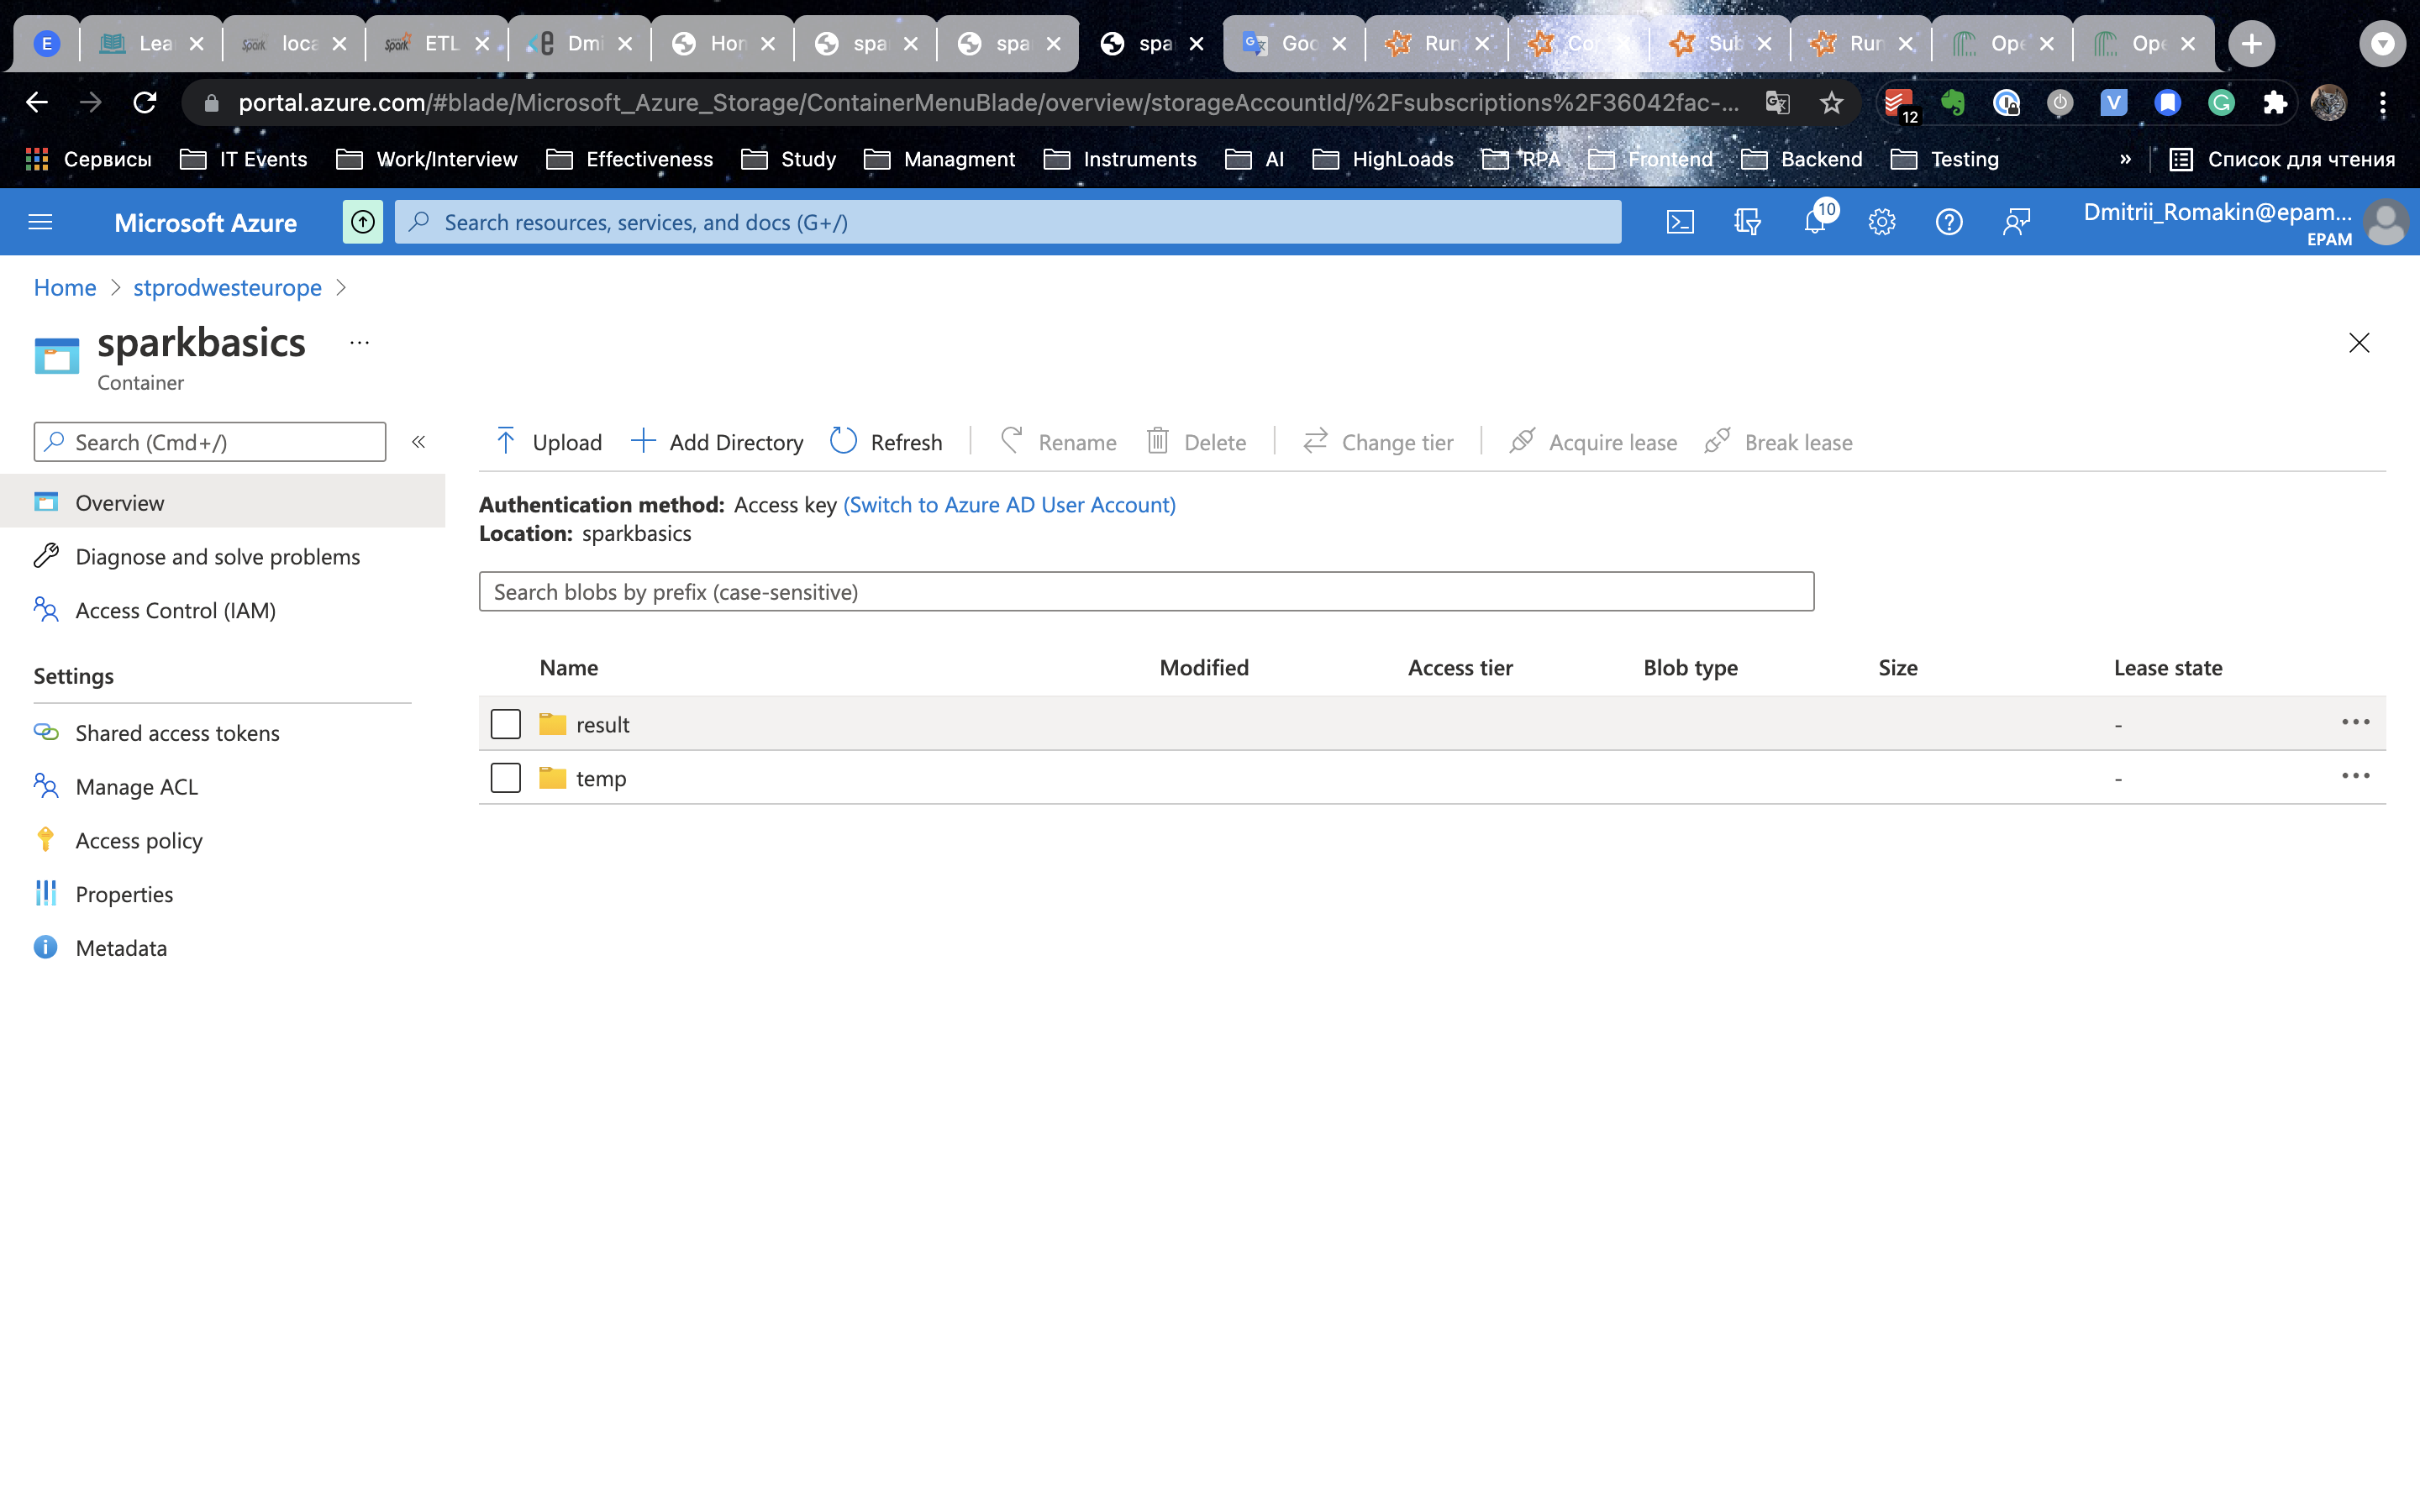 E Lea loca ETL Dmi Hom spa spa spa Goo Run Co Sub Run Ope Ope
portal.azure.com/#blade/Microsoft_Azure_Storage/ContainerMenuBlade/overview/storageAccountId/%2Fsubscriptions%2F36042fac-... 12
Сервисы IT Events Work/Interview Effectiveness Study Managment Instruments AI HighLoads RPA Frontend Backend Testing » Список для чтения
Microsoft Azure Search resources, services, and docs (G+/) 10 Dmitrii_Romakin@epam...
EPAM
Home > stprodwesteurope >
sparkbasics ...
Container
Search (Cmd+/) «
Upload Add Directory Refresh Rename Delete Change tier Acquire lease Break lease
Overview
Diagnose and solve problems
Access Control (IAM)
Settings
Shared access tokens
Manage ACL
Access policy
Properties
Metadata
Authentication method: Access key (Switch to Azure AD User Account)
Location: sparkbasics
Search blobs by prefix (case-sensitive)
Name Modified Access tier Blob type Size Lease state
result - ...
temp - ...